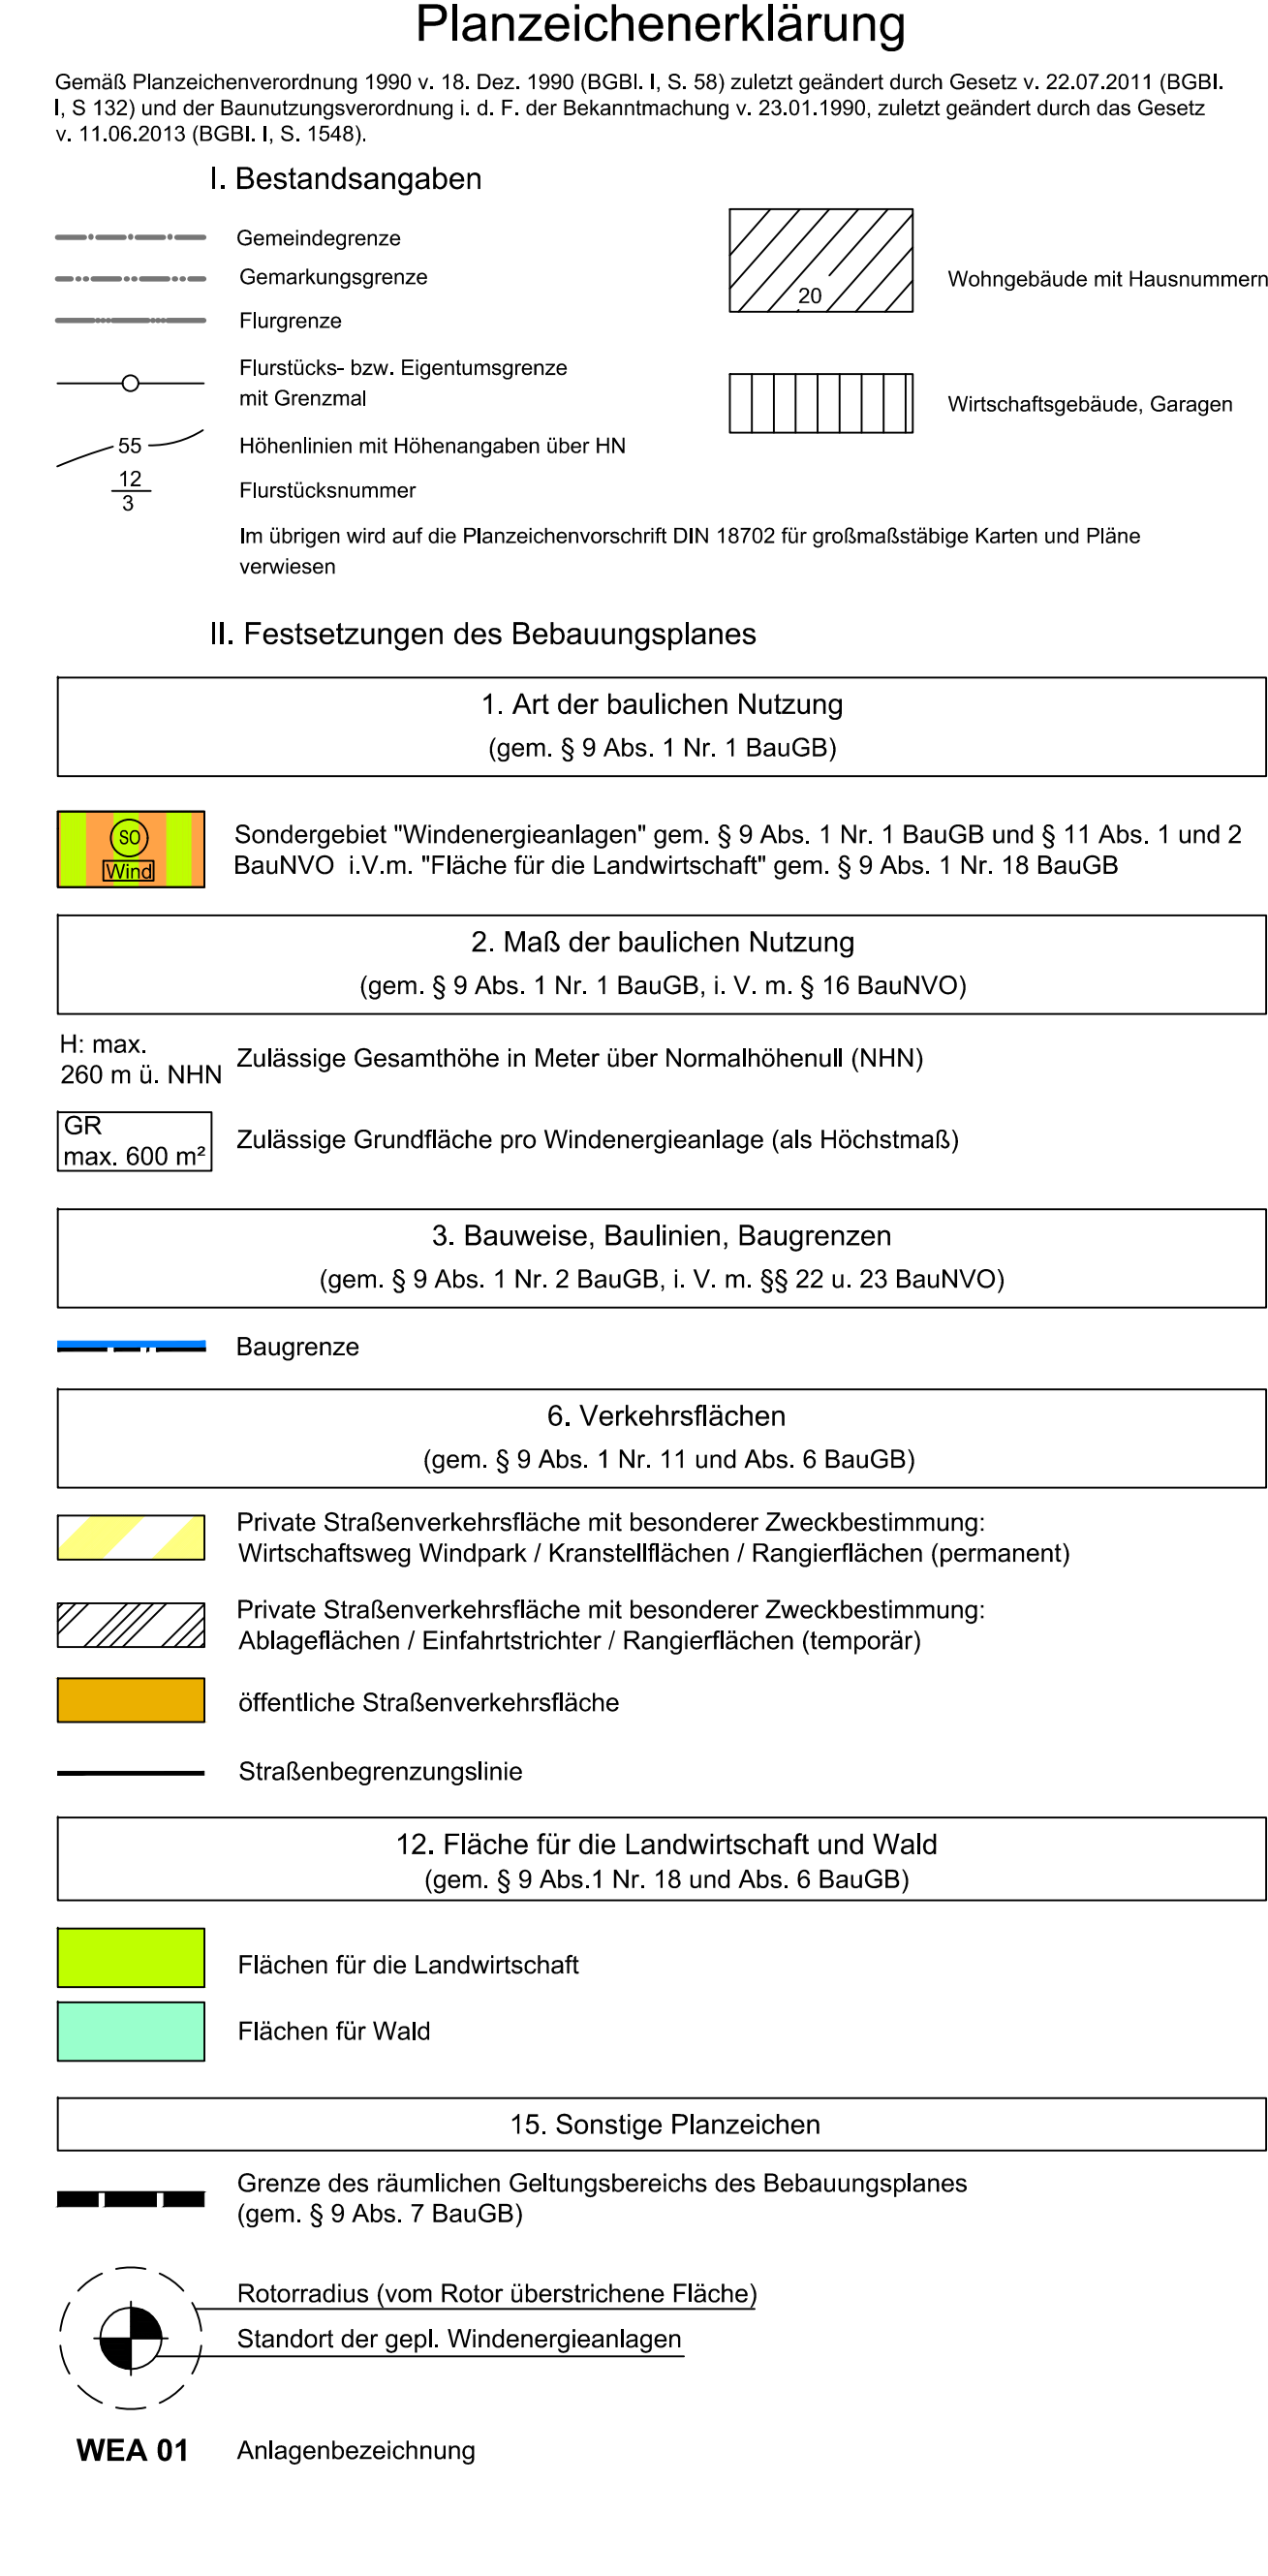 Planzeichenerklärung
Gemäß Planzeichenverordnung 1990 v. 18. Dez. 1990 (BGBl. I, S. 58) zuletzt geändert durch Gesetz v. 22.07.2011 (BGBl.
I, S 132) und der Baunutzungsverordnung i. d. F. der Bekanntmachung v. 23.01.1990, zuletzt geändert durch das Gesetz
v. 11.06.2013 (BGBl. I, S. 1548).
I. Bestandsangaben
Gemeindegrenze
Gemarkungsgrenze
Flurgrenze
Flurstücks- bzw. Eigentumsgrenze
mit Grenzmal
55
Höhenlinien mit Höhenangaben über HN
12
3
Flurstücksnummer
20
Wohngebäude mit Hausnummern
Wirtschaftsgebäude, Garagen
Im übrigen wird auf die Planzeichenvorschrift DIN 18702 für großmaßstäbige Karten und Pläne
verwiesen
II. Festsetzungen des Bebauungsplanes
1. Art der baulichen Nutzung
(gem. § 9 Abs. 1 Nr. 1 BauGB)
SO
Wind
Sondergebiet "Windenergieanlagen" gem. § 9 Abs. 1 Nr. 1 BauGB und § 11 Abs. 1 und 2
BauNVO i.V.m. "Fläche für die Landwirtschaft" gem. § 9 Abs. 1 Nr. 18 BauGB
2. Maß der baulichen Nutzung
(gem. § 9 Abs. 1 Nr. 1 BauGB, i. V. m. § 16 BauNVO)
H: max.
260 m ü. NHN
Zulässige Gesamthöhe in Meter über Normalhöhenull (NHN)
GR
max. 600 m²
Zulässige Grundfläche pro Windenergieanlage (als Höchstmaß)
3. Bauweise, Baulinien, Baugrenzen
(gem. § 9 Abs. 1 Nr. 2 BauGB, i. V. m. §§ 22 u. 23 BauNVO)
Baugrenze
6. Verkehrsflächen
(gem. § 9 Abs. 1 Nr. 11 und Abs. 6 BauGB)
Private Straßenverkehrsfläche mit besonderer Zweckbestimmung:
Wirtschaftsweg Windpark / Kranstellflächen / Rangierflächen (permanent)
Private Straßenverkehrsfläche mit besonderer Zweckbestimmung:
Ablageflächen / Einfahrtstrichter / Rangierflächen (temporär)
öffentliche Straßenverkehrsfläche
Straßenbegrenzungslinie
12. Fläche für die Landwirtschaft und Wald
(gem. § 9 Abs.1 Nr. 18 und Abs. 6 BauGB)
Flächen für die Landwirtschaft
Flächen für Wald
15. Sonstige Planzeichen
Grenze des räumlichen Geltungsbereichs des Bebauungsplanes
(gem. § 9 Abs. 7 BauGB)
Rotorradius (vom Rotor überstrichene Fläche)
Standort der gepl. Windenergieanlagen
WEA 01
Anlagenbezeichnung